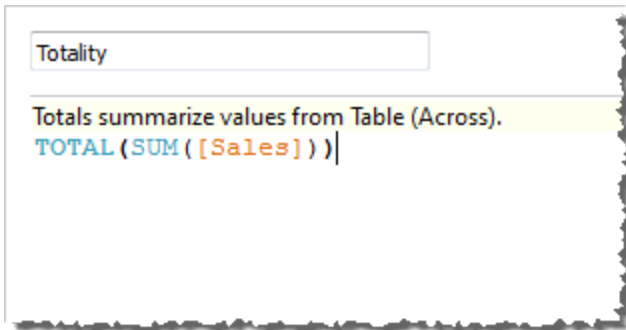 Totality
Totals summarize values from Table (Across).
TOTAL(SUM([Sales]))